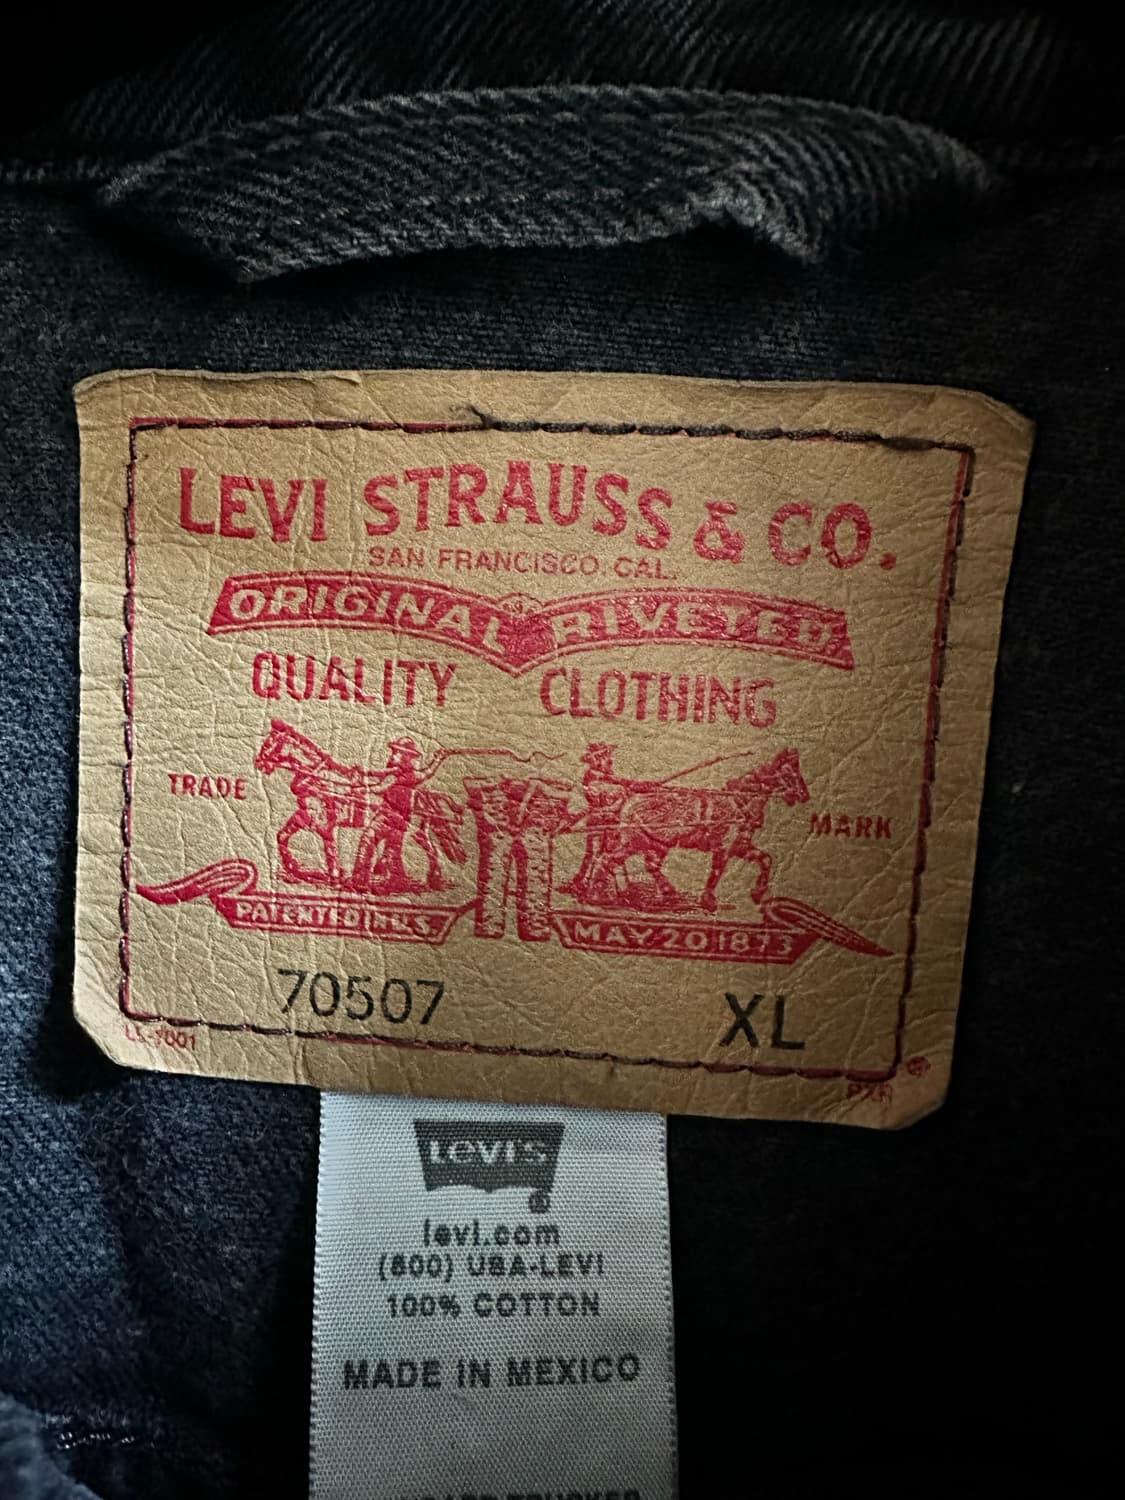 LEVI STRAUSS & CO.
SAN FRANCISCO. CAL.
ORIGINAL RIVETED
QUALITY CLOTHING
TRADE MARK
PATENTED IN U.S. MAY 20 1873
70507 XL
®
LEVI'S
®
levi.com
(800) USA-LEVI
100% COTTON
MADE IN MEXICO
TRUCKER